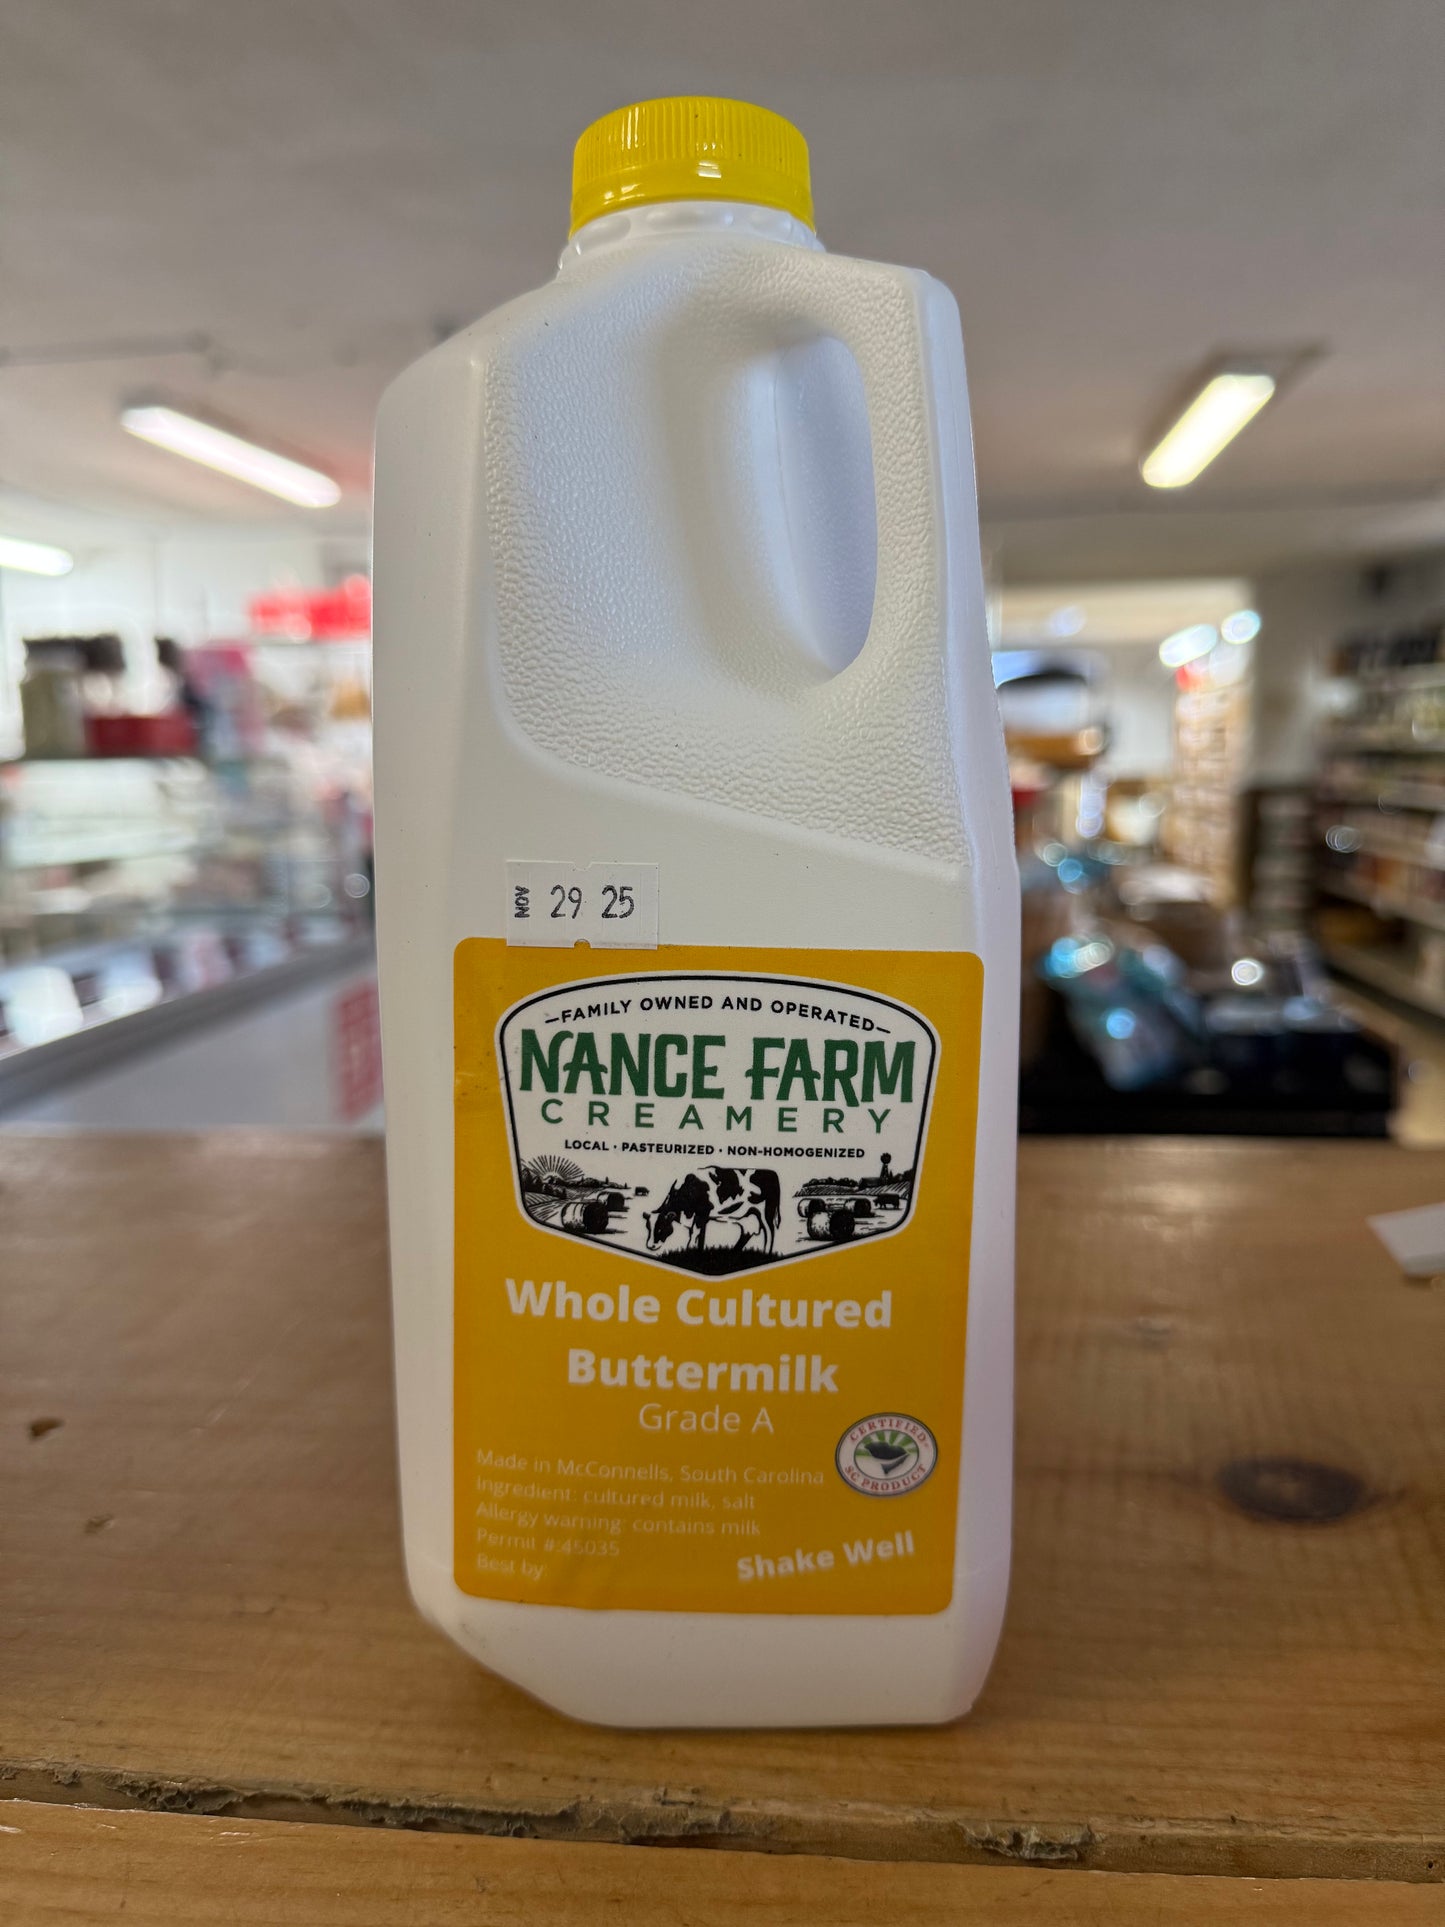 NOV 29 25
—FAMILY OWNED AND OPERATED—
NANCE FARM
CREAMERY
LOCAL · PASTEURIZED · NON-HOMOGENIZED
Whole Cultured
Buttermilk
Grade A
CERTIFIED
SC PRODUCT
Made in McConnells, South Carolina
Ingredient: cultured milk, salt
Allergy warning: contains milk
Permit #:45035
Best by:
Shake Well